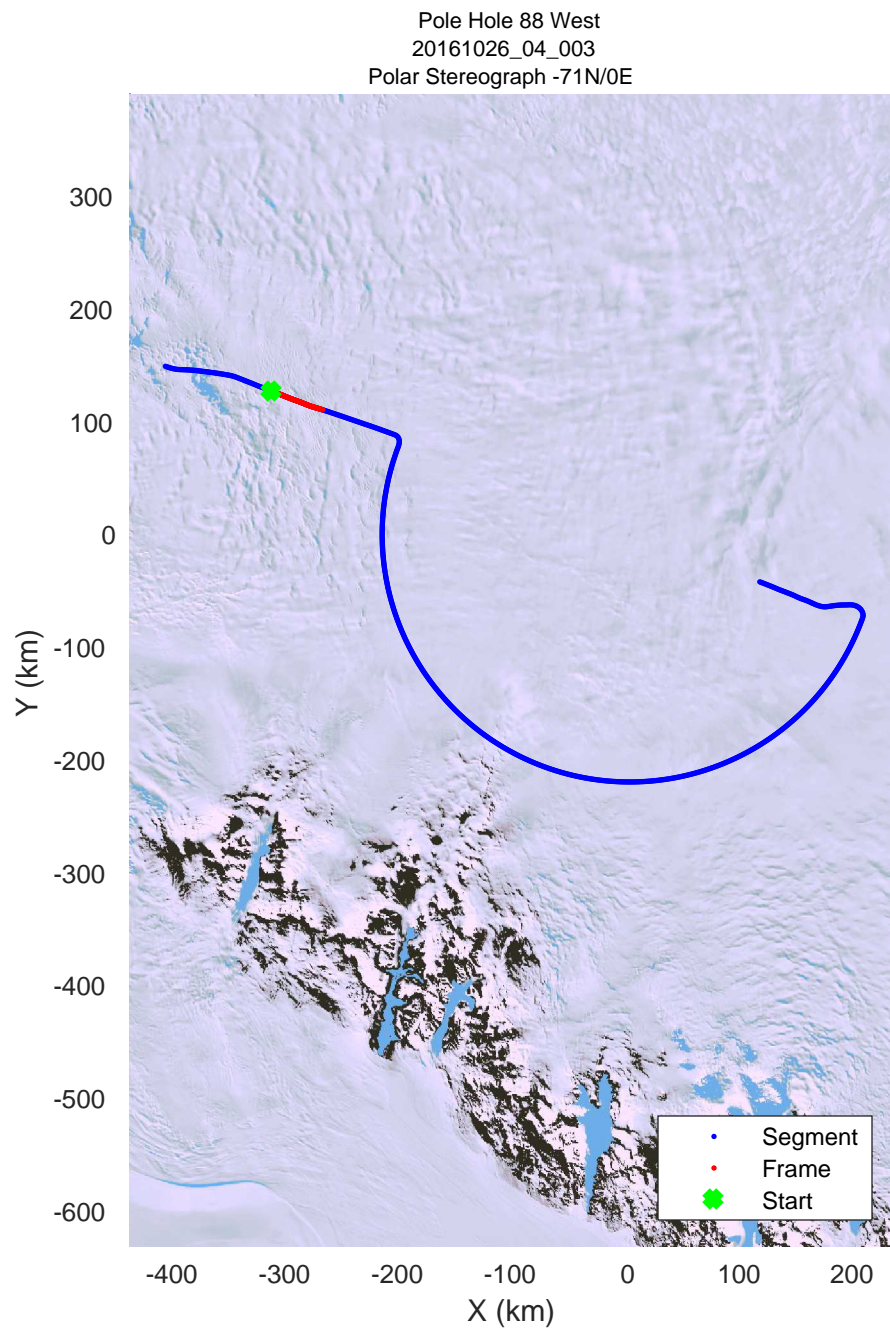 Pole Hole 88 West
20161026_04_003
Polar Stereograph -71N/0E
300
200
100
0
-100
-200
-300
-400
-500
-600
Y (km)
Segment
Frame
Start
-400 -300 -200 -100 0 100 200
X (km)